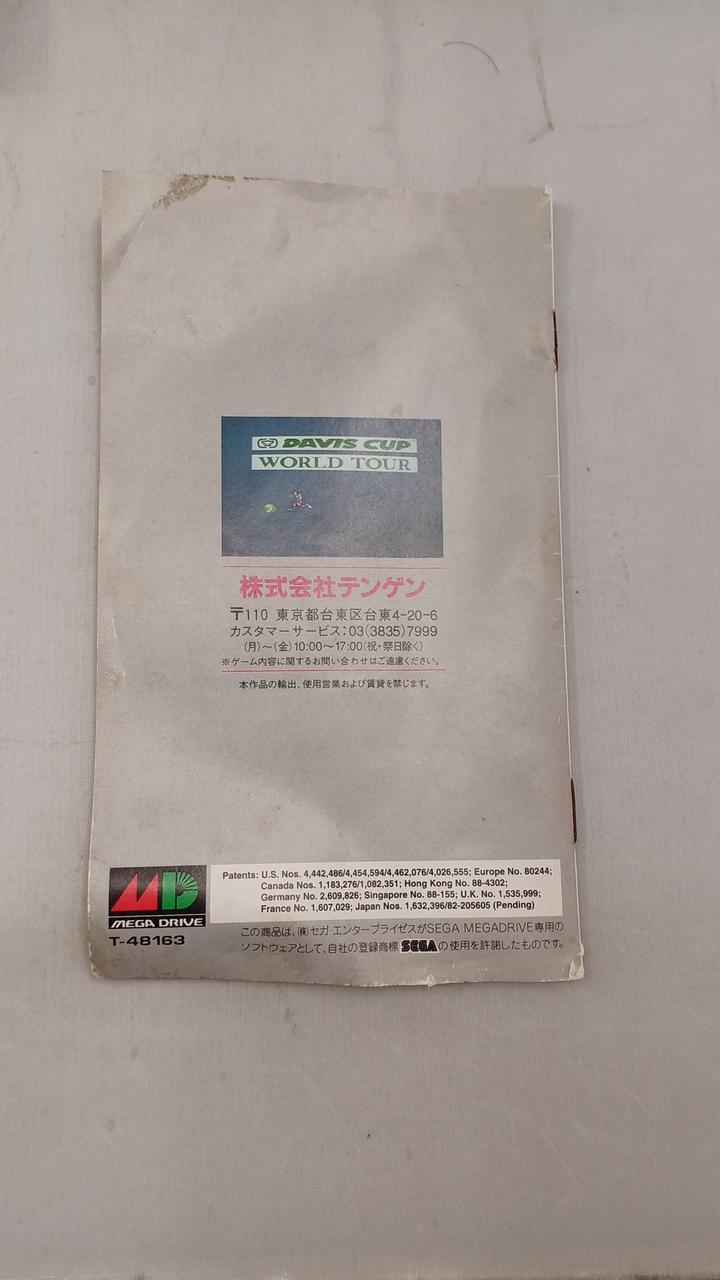 DAVIS CUP
WORLD TOUR
株式会社テンゲン
〒110 東京都台東区台東4-20-6
カスタマーサービス:03(3835)7999
(月)〜(金)10:00〜17:00(祝・祭日除く)
※ゲーム内容に関するお問い合わせはご遠慮ください。
本作品の輸出、使用営業および賃貸を禁じます。
MEGA DRIVE
T-48163
Patents: U.S. Nos. 4,442,486/4,454,594/4,462,076/4,026,555; Europe No. 80244;
Canada Nos. 1,183,276/1,082,351; Hong Kong No. 88-4302;
Germany No. 2,609,826; Singapore No. 88-155; U.K. No. 1,535,999;
France No. 1,607,029; Japan Nos. 1,632,396/82-205605 (Pending)
この商品は、(株)セガ・エンタープライゼスがSEGA MEGADRIVE専用の
ソフトウェアとして、自社の登録商標 SEGA の使用を許諾したものです。